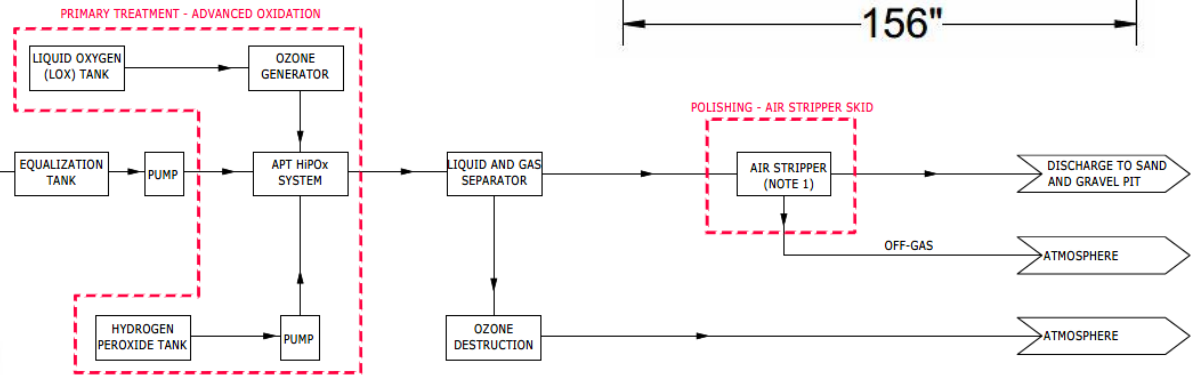 PRIMARY TREATMENT - ADVANCED OXIDATION
156"
LIQUID OXYGEN
(LOX) TANK
OZONE
GENERATOR
POLISHING - AIR STRIPPER SKID
EQUALIZATION
TANK
PUMP
APT HiPOx
SYSTEM
LIQUID AND GAS
SEPARATOR
AIR STRIPPER
(NOTE 1)
DISCHARGE TO SAND
AND GRAVEL PIT
OFF-GAS
ATMOSPHERE
HYDROGEN
PEROXIDE TANK
PUMP
OZONE
DESTRUCTION
ATMOSPHERE